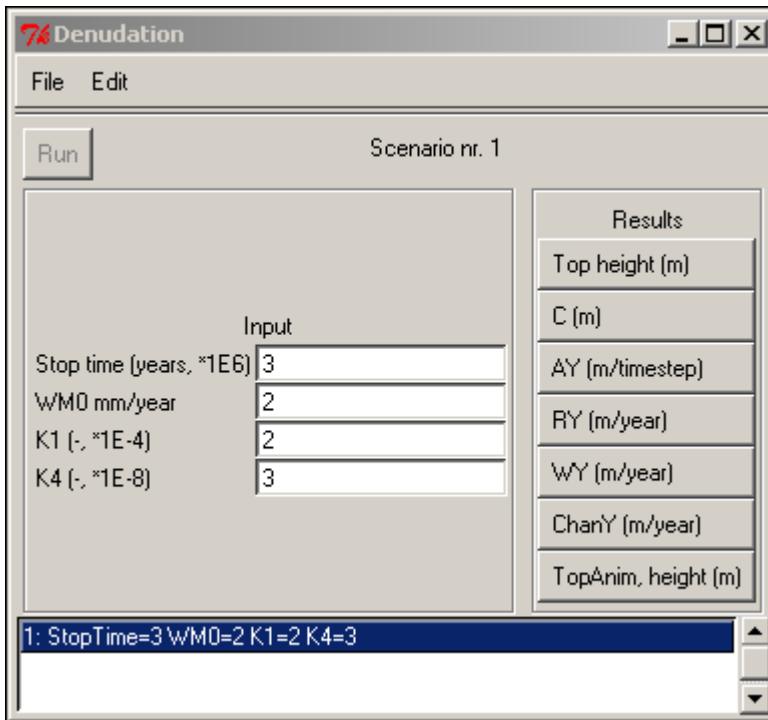 Denudation
File Edit
Run
Scenario nr. 1
Input
Stop time (years, *1E6) 3
WM0 mm/year 2
K1 (-, *1E-4) 2
K4 (-, *1E-8) 3
Results
Top height (m)
C (m)
AY (m/timestep)
RY (m/year)
WY (m/year)
ChanY (m/year)
TopAnim, height (m)
1: StopTime=3 WM0=2 K1=2 K4=3